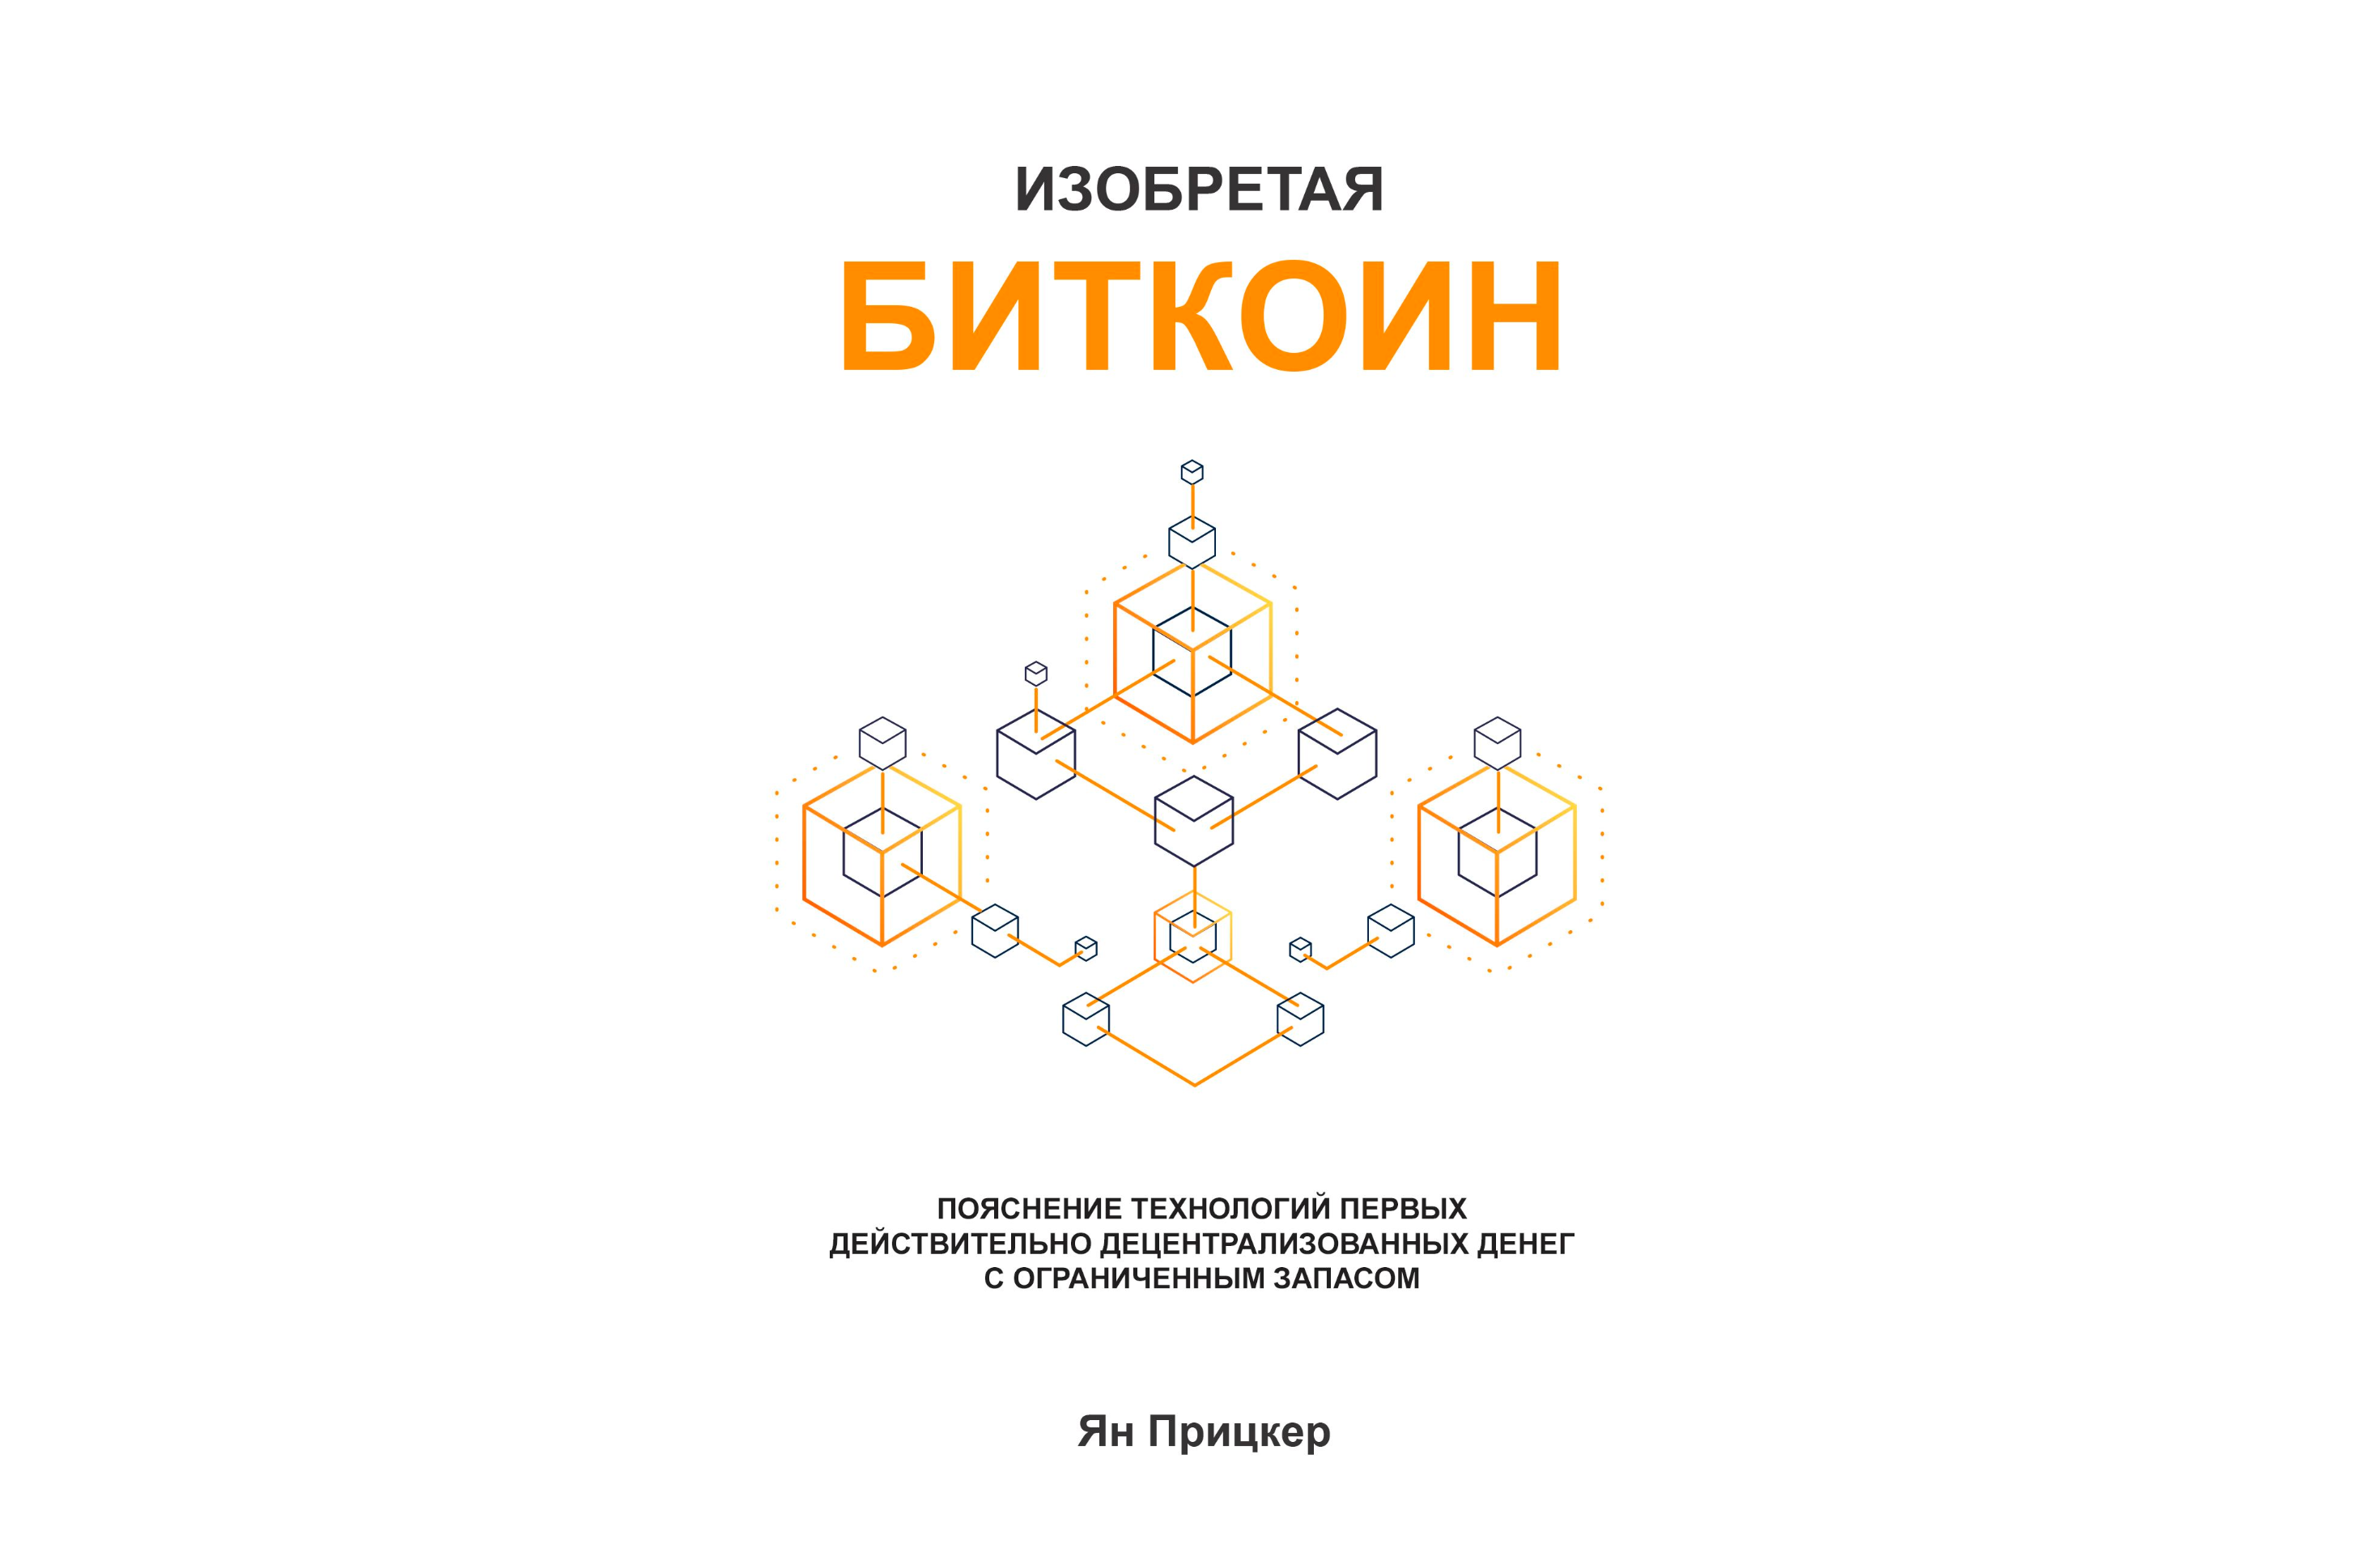 ИЗОБРЕТАЯ
БИТКОИН
ПОЯСНЕНИЕ ТЕХНОЛОГИЙ ПЕРВЫХ
ДЕЙСТВИТЕЛЬНО ДЕЦЕНТРАЛИЗОВАННЫХ ДЕНЕГ
С ОГРАНИЧЕННЫМ ЗАПАСОМ
Ян Прицкер